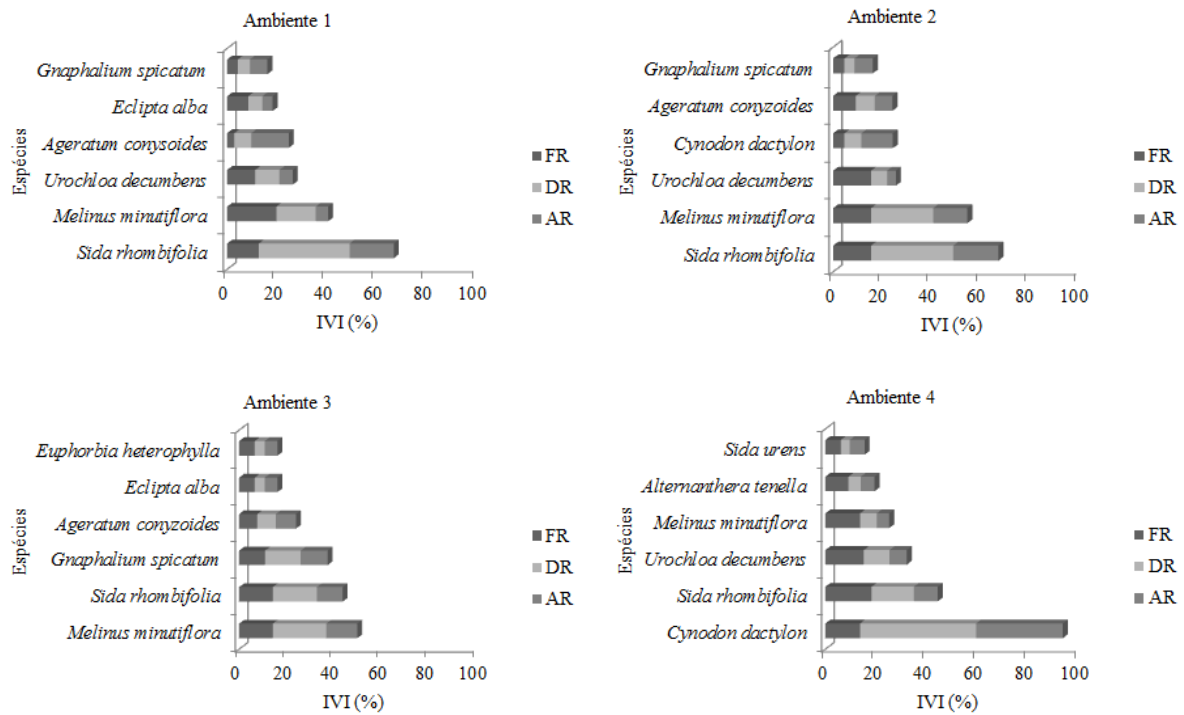 Ambiente 1
Espécies
Gnaphalium spicatum
Eclipta alba
Ageratum conysoides
Urochloa decumbens
Melinus minutiflora
Sida rhombifolia
0 20 40 60 80 100
IVI (%)
FR
DR
AR
Ambiente 2
Espécies
Gnaphalium spicatum
Ageratum conyzoides
Cynodon dactylon
Urochloa decumbens
Melinus minutiflora
Sida rhombifolia
0 20 40 60 80 100
IVI (%)
FR
DR
AR
Ambiente 3
Espécies
Euphorbia heterophylla
Eclipta alba
Ageratum conyzoides
Gnaphalium spicatum
Sida rhombifolia
Melinus minutiflora
0 20 40 60 80 100
IVI (%)
FR
DR
AR
Ambiente 4
Espécies
Sida urens
Alternanthera tenella
Melinus minutiflora
Urochloa decumbens
Sida rhombifolia
Cynodon dactylon
0 20 40 60 80 100
IVI (%)
FR
DR
AR